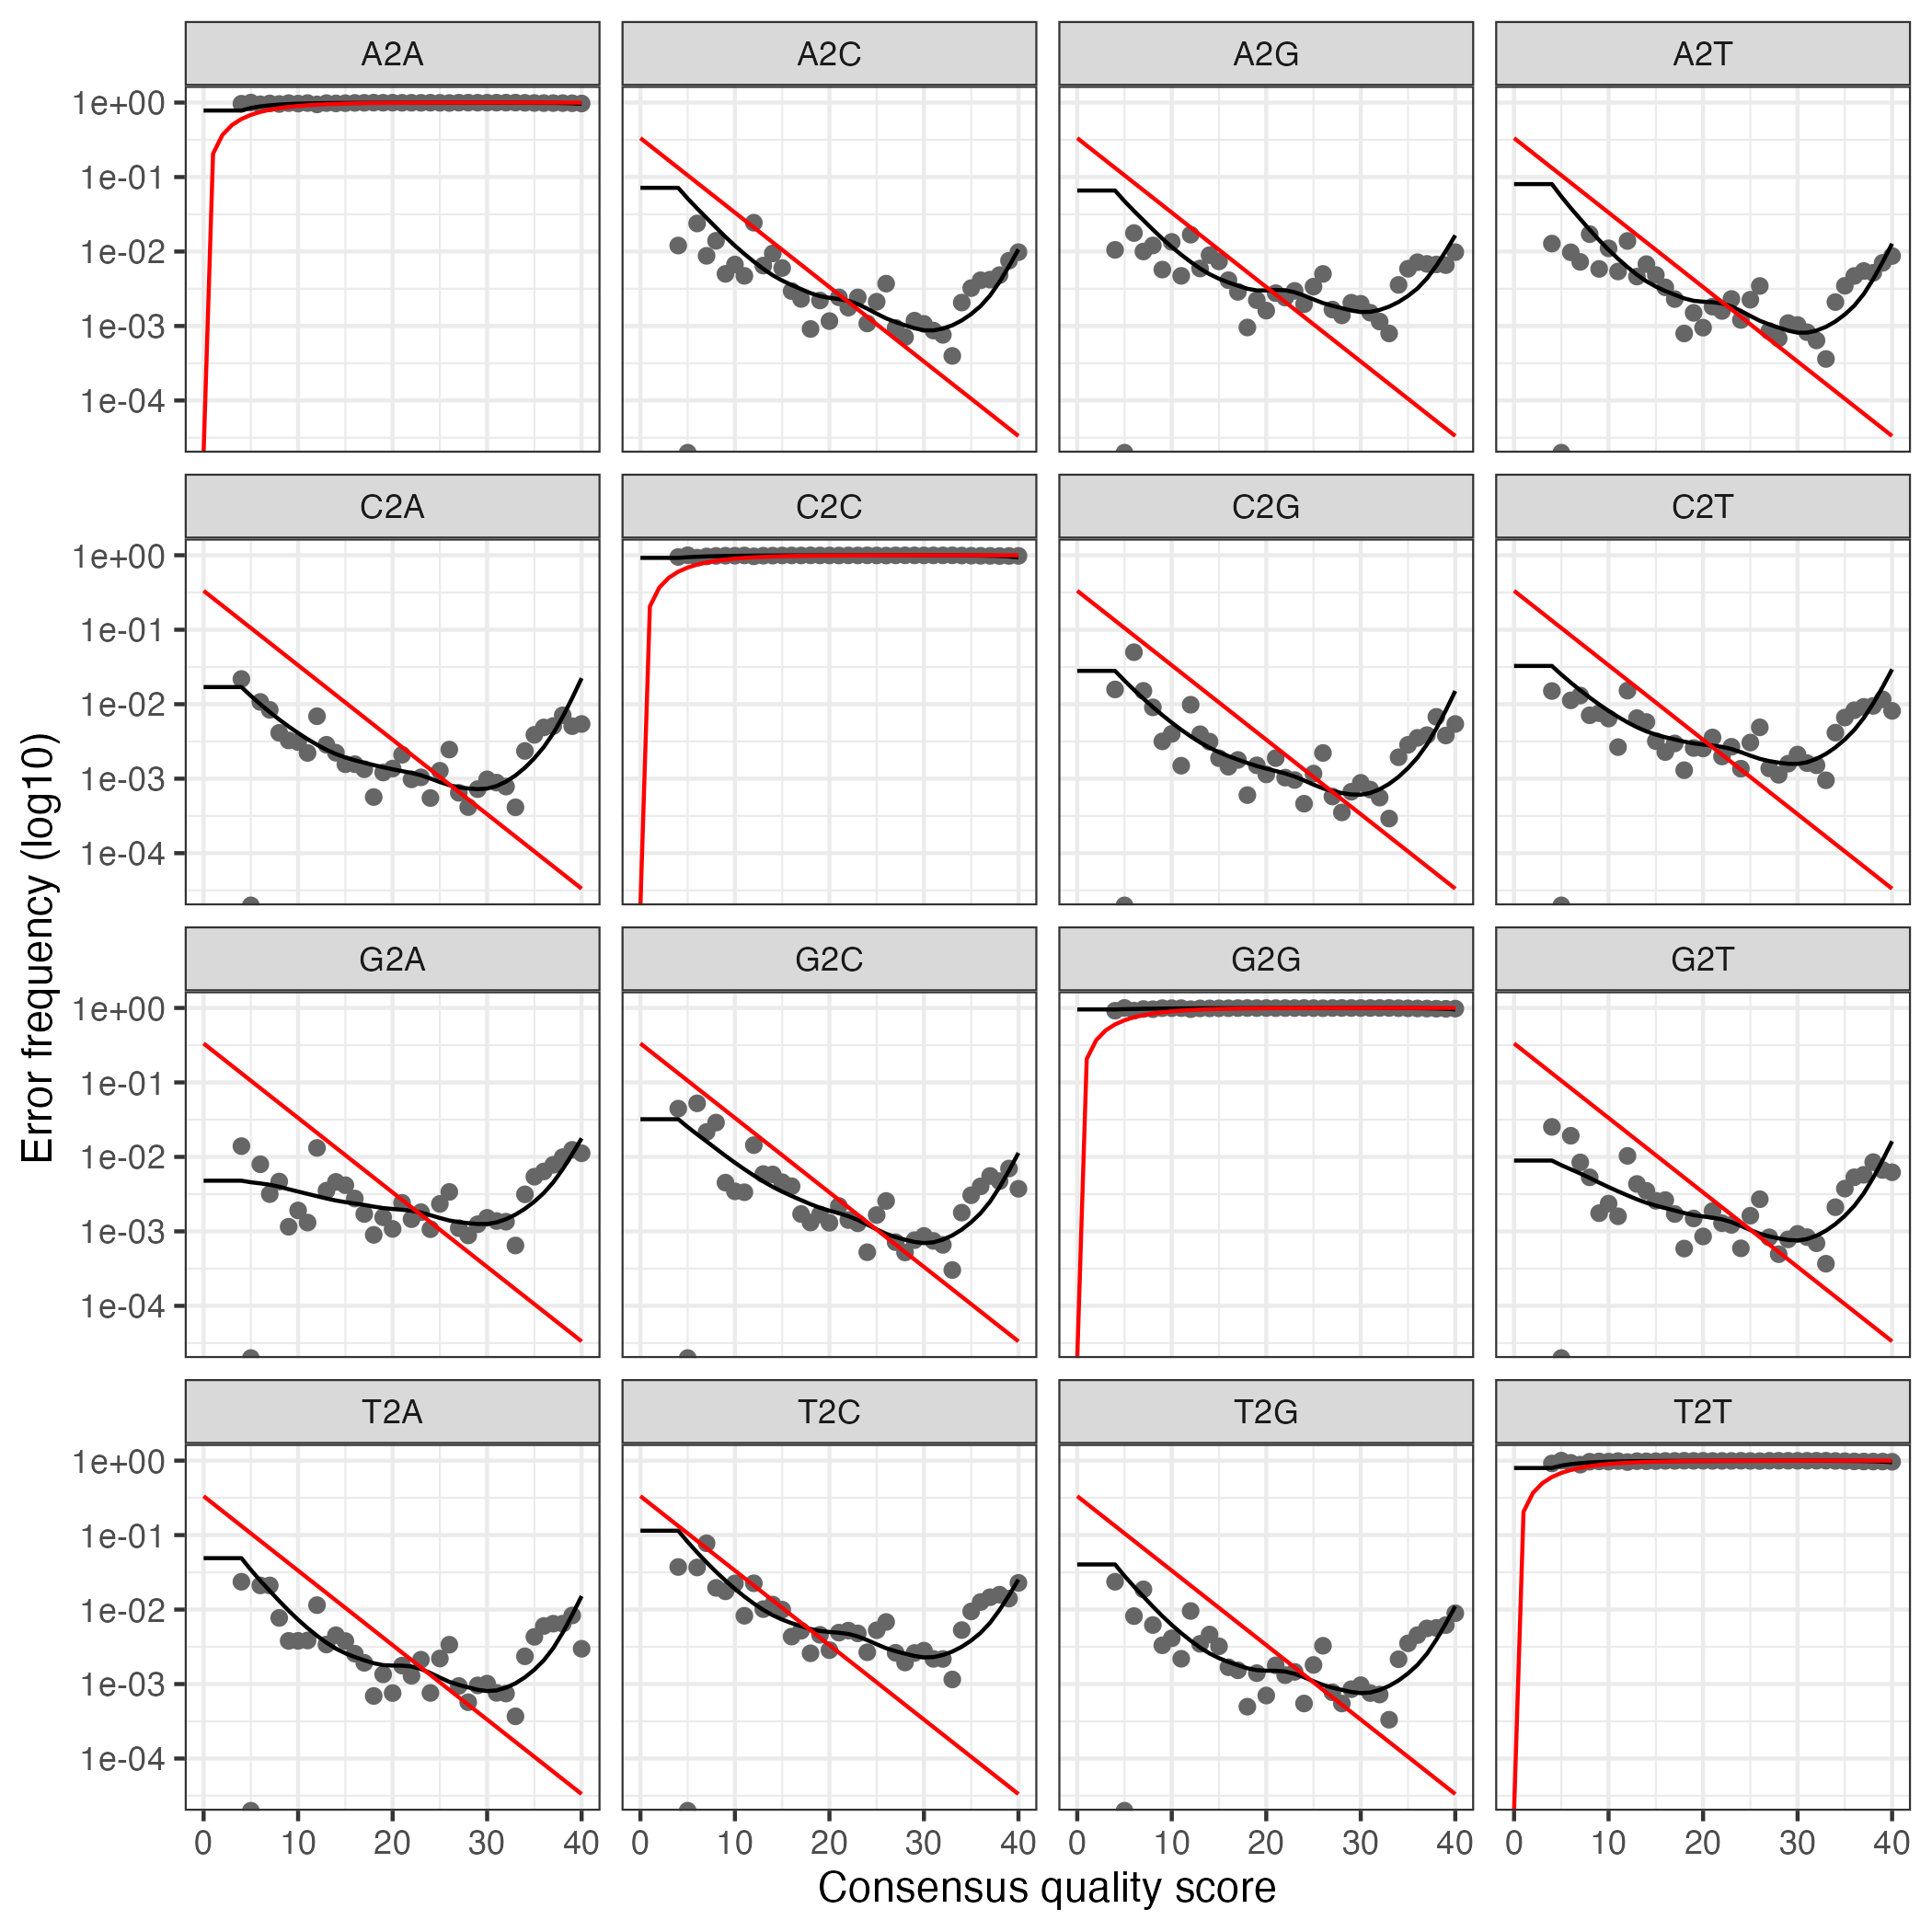 A2A A2C A2G A2T
1e+00
1e-01
1e-02
1e-03
1e-04
C2A C2C C2G C2T
1e+00
1e-01
1e-02
1e-03
1e-04
G2A G2C G2G G2T
1e+00
1e-01
1e-02
1e-03
1e-04
T2A T2C T2G T2T
1e+00
1e-01
1e-02
1e-03
1e-04
0 10 20 30 40 0 10 20 30 40 0 10 20 30 40 0 10 20 30 40
Consensus quality score
Error frequency (log10)